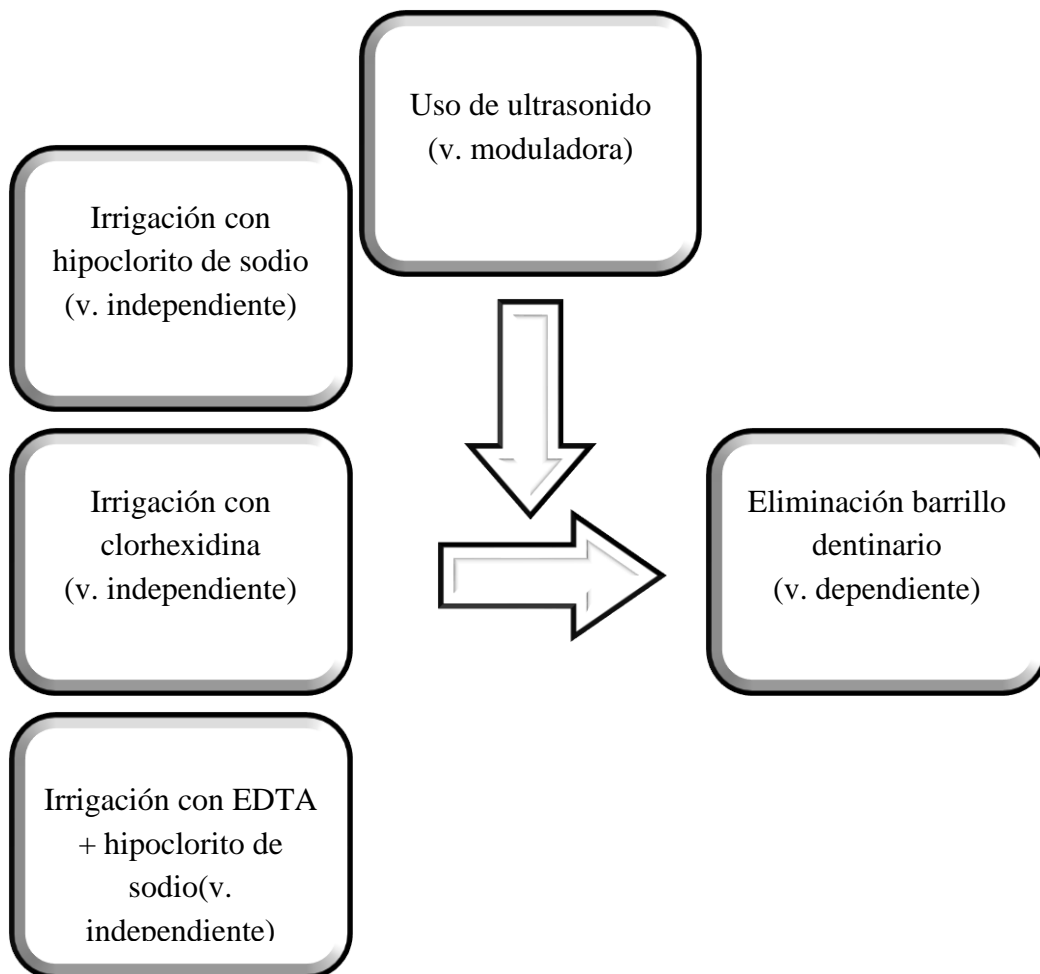 Uso de ultrasonido
(v. moduladora)
Irrigación con
hipoclorito de sodio
(v. independiente)
Irrigación con
clorhexidina
(v. independiente)
Eliminación barrillo
dentinario
(v. dependiente)
Irrigación con EDTA
+ hipoclorito de
sodio(v.
independiente)